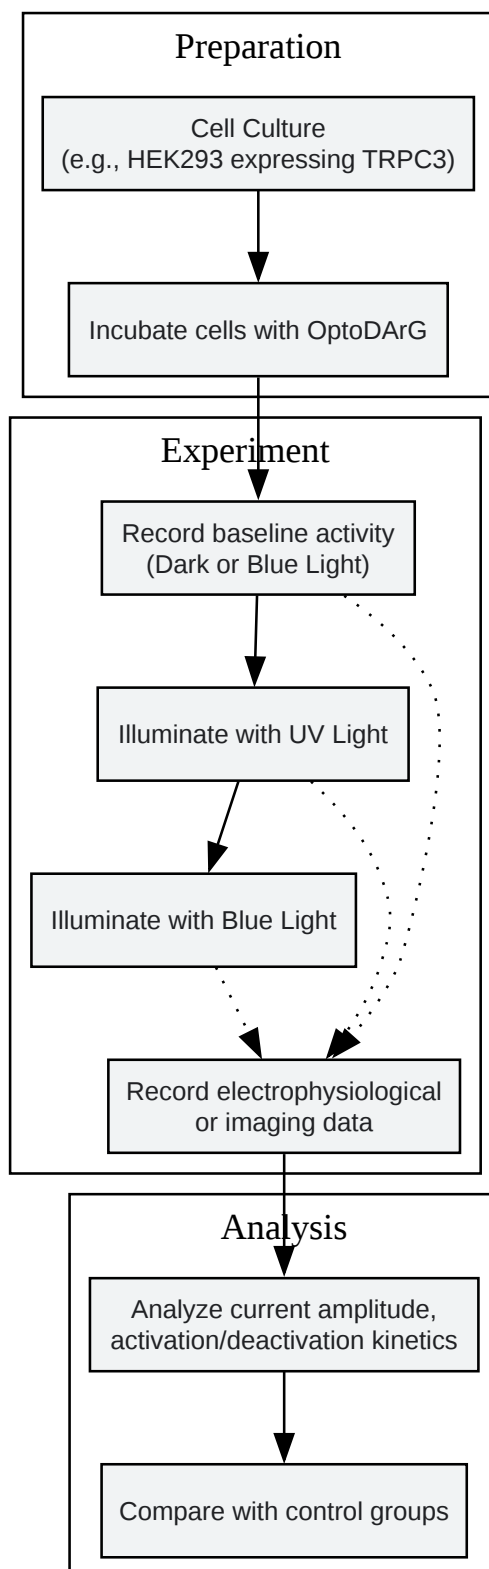 Preparation
Cell Culture
(e.g., HEK293 expressing TRPC3)
Incubate cells with OptoDArG
Experiment
Record baseline activity
(Dark or Blue Light)
Illuminate with UV Light
Illuminate with Blue Light
Record electrophysiological
or imaging data
Analysis
Analyze current amplitude,
activation/deactivation kinetics
Compare with control groups